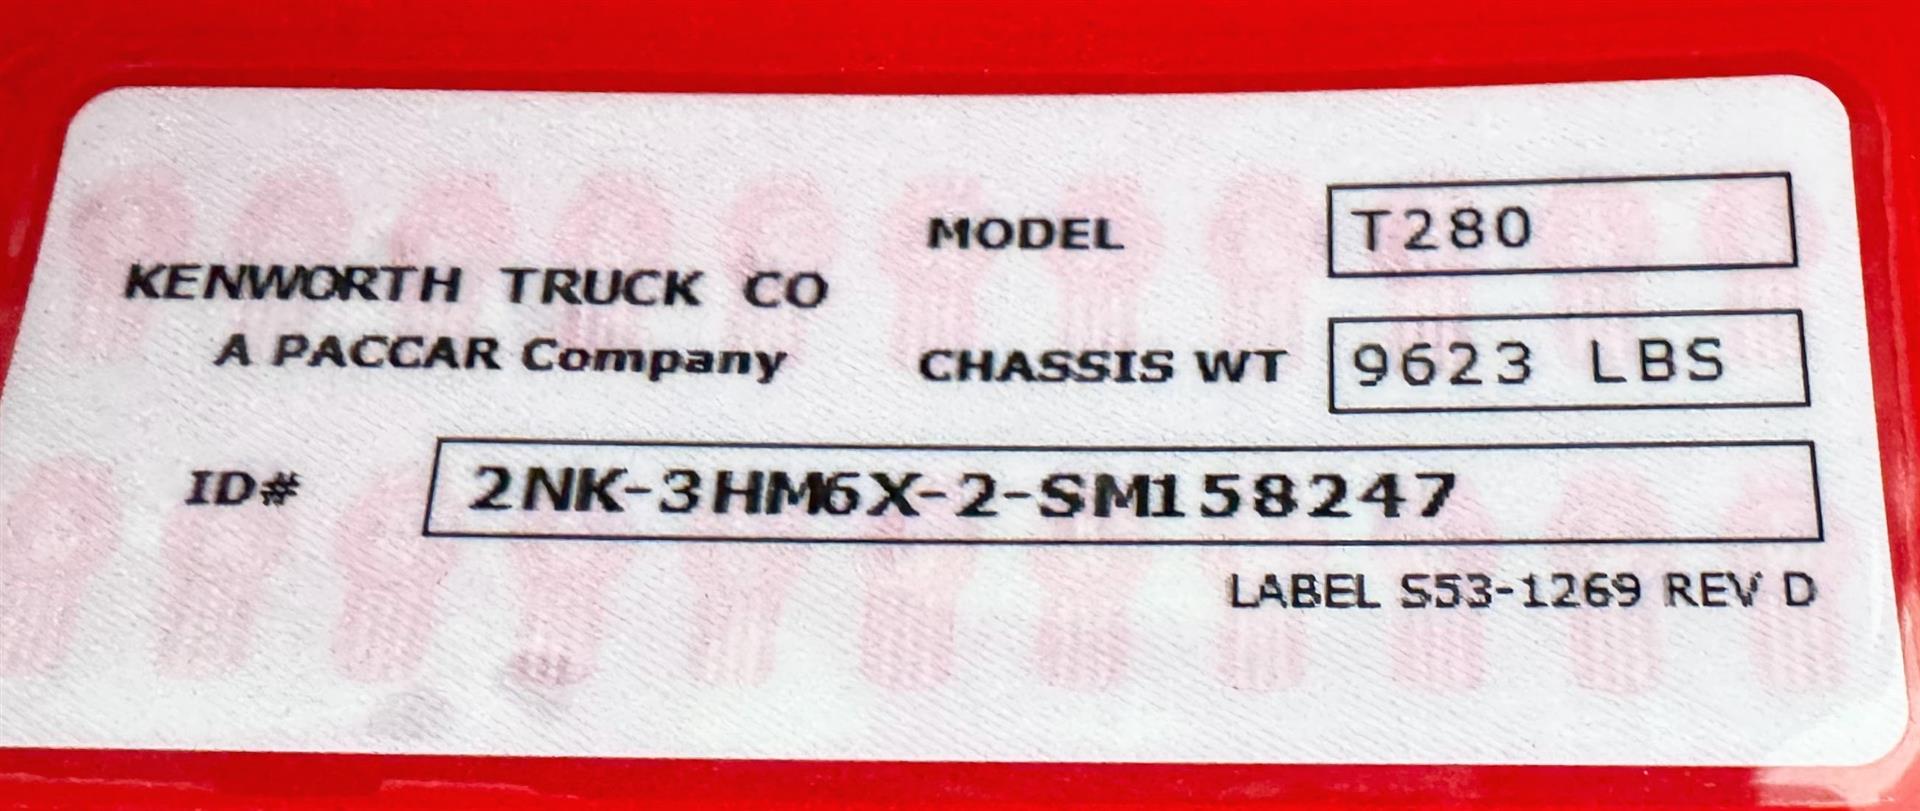 KENWORTH TRUCK CO
A PACCAR Company
MODEL T280
CHASSIS WT 9623 LBS
ID# 2NK-3HM6X-2-SM158247
LABEL S53-1269 REV D